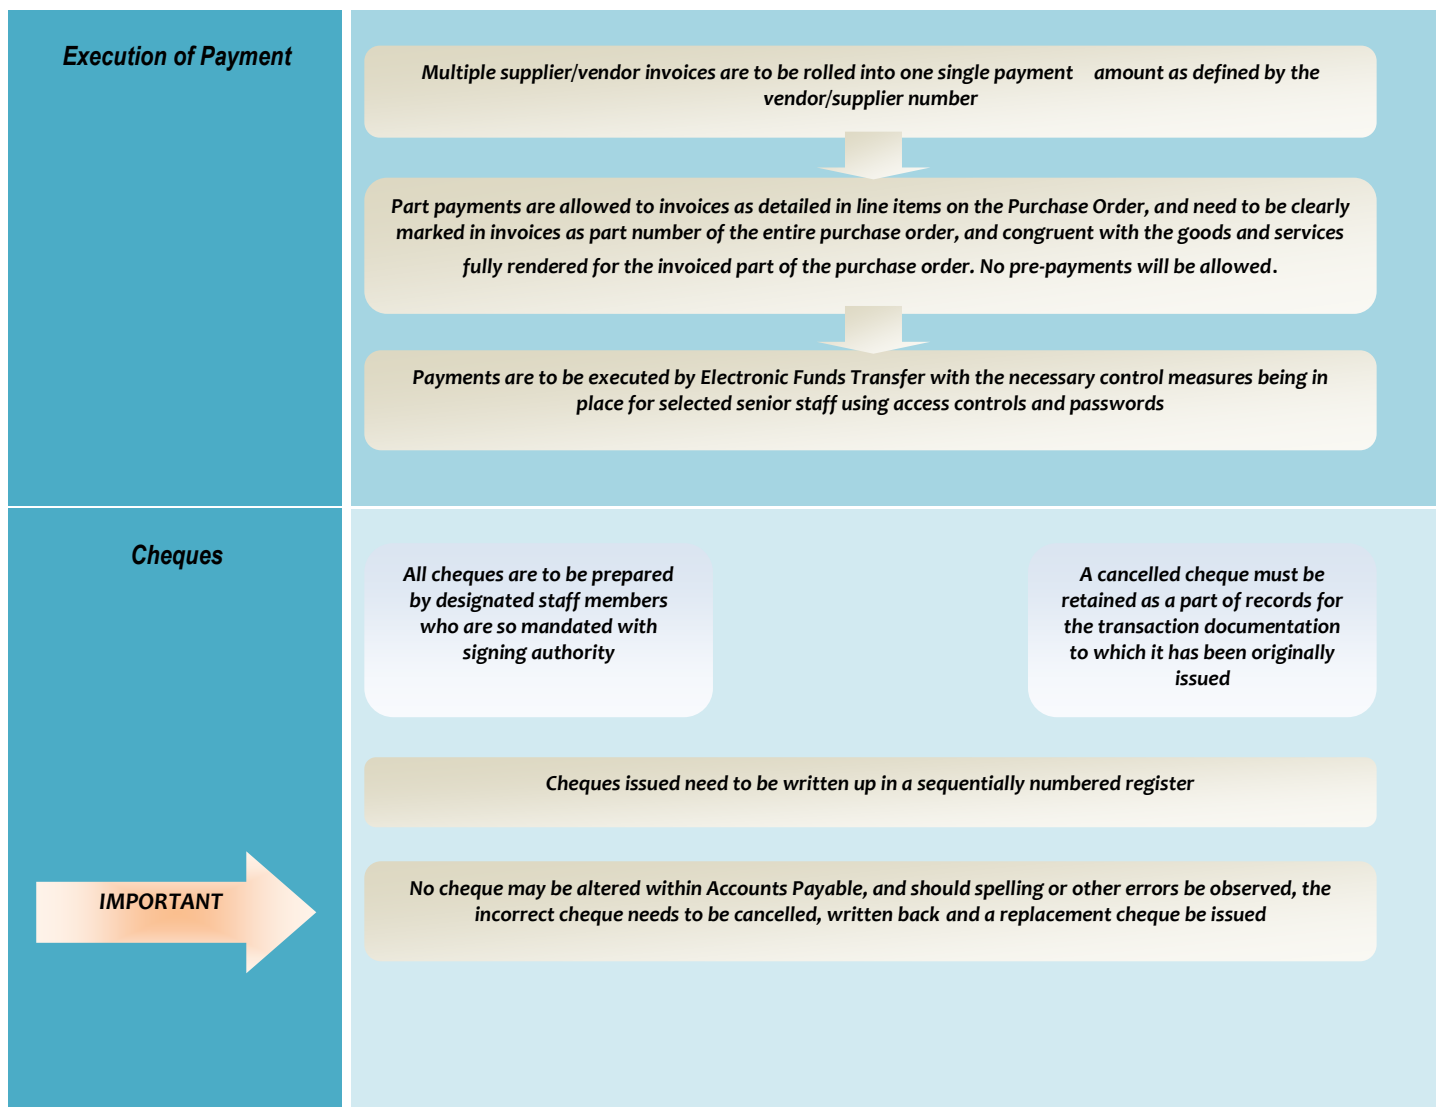 Execution of Payment
Multiple supplier/vendor invoices are to be rolled into one single payment amount as defined by the
vendor/supplier number
Part payments are allowed to invoices as detailed in line items on the Purchase Order, and need to be clearly
marked in invoices as part number of the entire purchase order, and congruent with the goods and services
fully rendered for the invoiced part of the purchase order. No pre-payments will be allowed.
Payments are to be executed by Electronic Funds Transfer with the necessary control measures being in
place for selected senior staff using access controls and passwords
Cheques
All cheques are to be prepared
by designated staff members
who are so mandated with
signing authority
A cancelled cheque must be
retained as a part of records for
the transaction documentation
to which it has been originally
issued
Cheques issued need to be written up in a sequentially numbered register
IMPORTANT
No cheque may be altered within Accounts Payable, and should spelling or other errors be observed, the
incorrect cheque needs to be cancelled, written back and a replacement cheque be issued